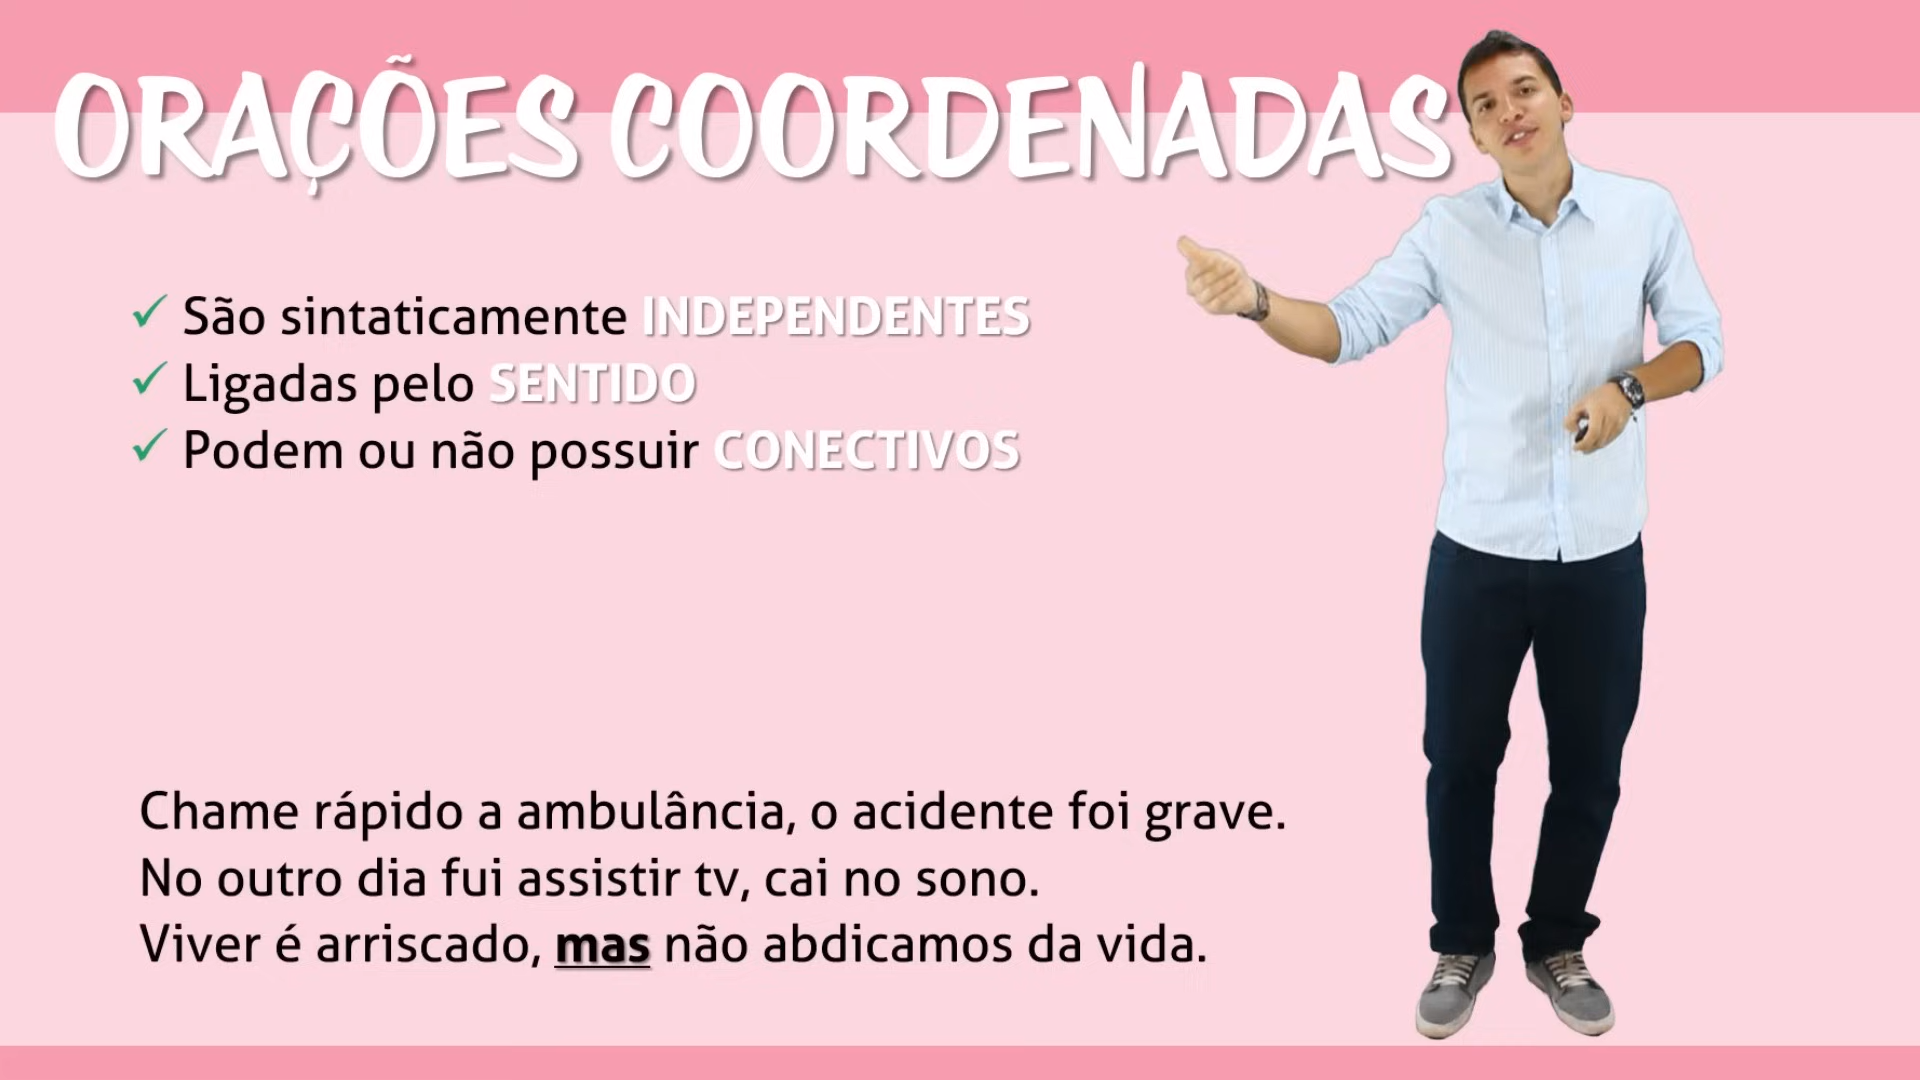 ORAÇÕES COORDENADAS
✓ São sintaticamente INDEPENDENTES
✓ Ligadas pelo SENTIDO
✓ Podem ou não possuir CONECTIVOS
Chame rápido a ambulância, o acidente foi grave.
No outro dia fui assistir tv, cai no sono.
Viver é arriscado, mas não abdicamos da vida.